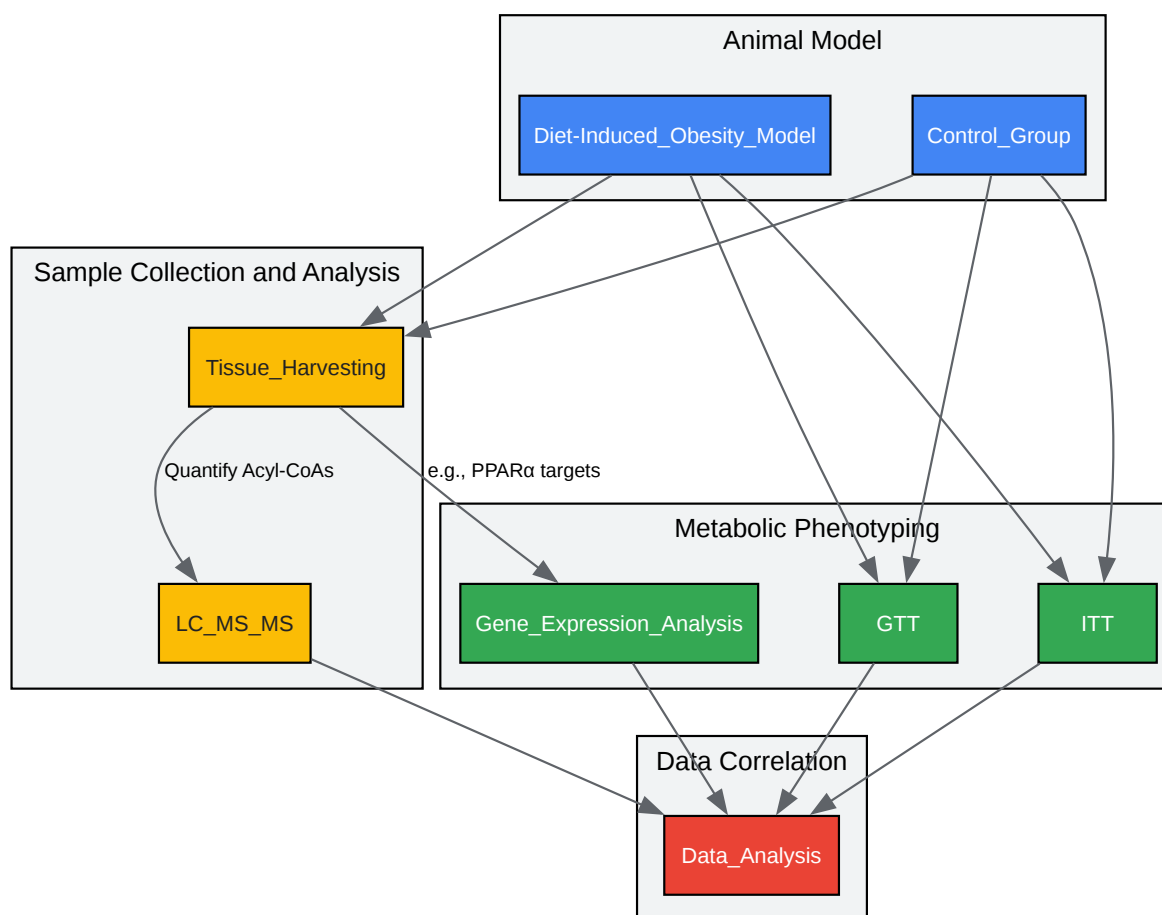 Animal Model
Diet-Induced_Obesity_Model
Control_Group
Sample Collection and Analysis
Tissue_Harvesting
Quantify Acyl-CoAs
e.g., PPARα targets
LC_MS_MS
Metabolic Phenotyping
Gene_Expression_Analysis
GTT
ITT
Data Correlation
Data_Analysis